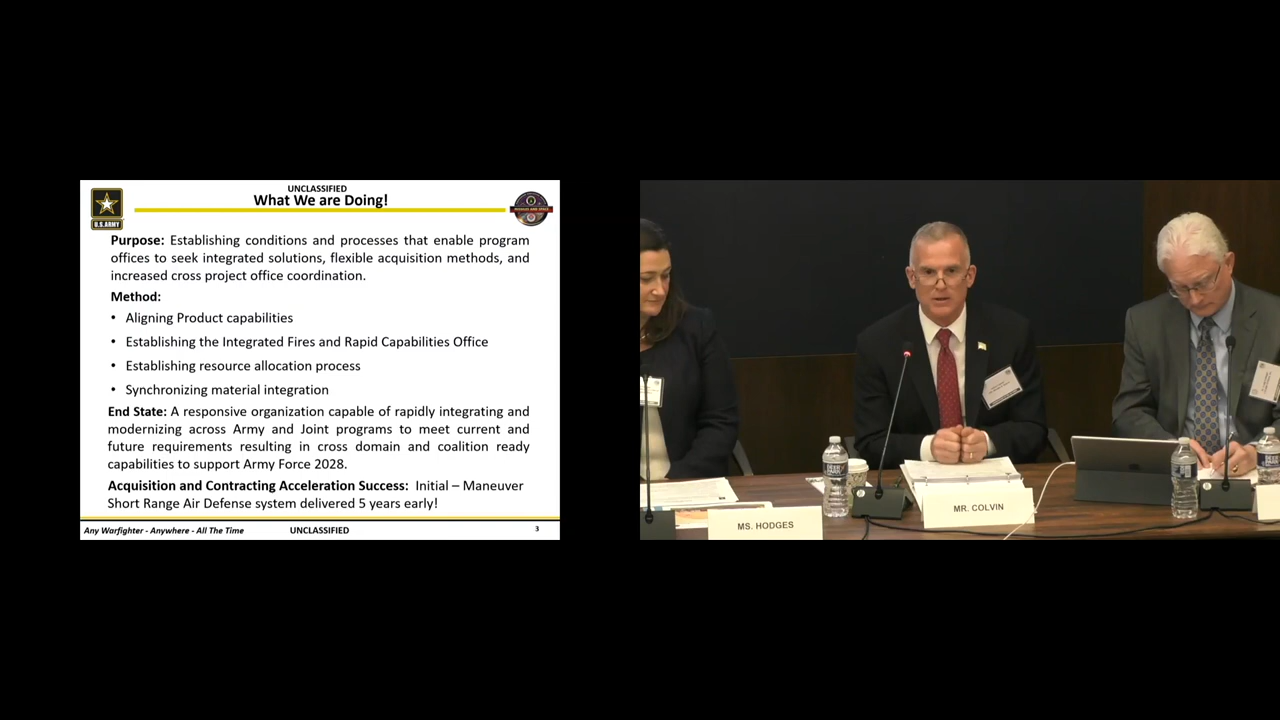 UNCLASSIFIED
What We are Doing!
U.S.ARMY
Purpose: Establishing conditions and processes that enable program
offices to seek integrated solutions, flexible acquisition methods, and
increased cross project office coordination.
Method:
• Aligning Product capabilities
• Establishing the Integrated Fires and Rapid Capabilities Office
• Establishing resource allocation process
• Synchronizing material integration
End State: A responsive organization capable of rapidly integrating and
modernizing across Army and Joint programs to meet current and
future requirements resulting in cross domain and coalition ready
capabilities to support Army Force 2028.
Acquisition and Contracting Acceleration Success: Initial – Maneuver
Short Range Air Defense system delivered 5 years early!
Any Warfighter - Anywhere - All The Time
UNCLASSIFIED
3
MS. HODGES
MR. COLVIN